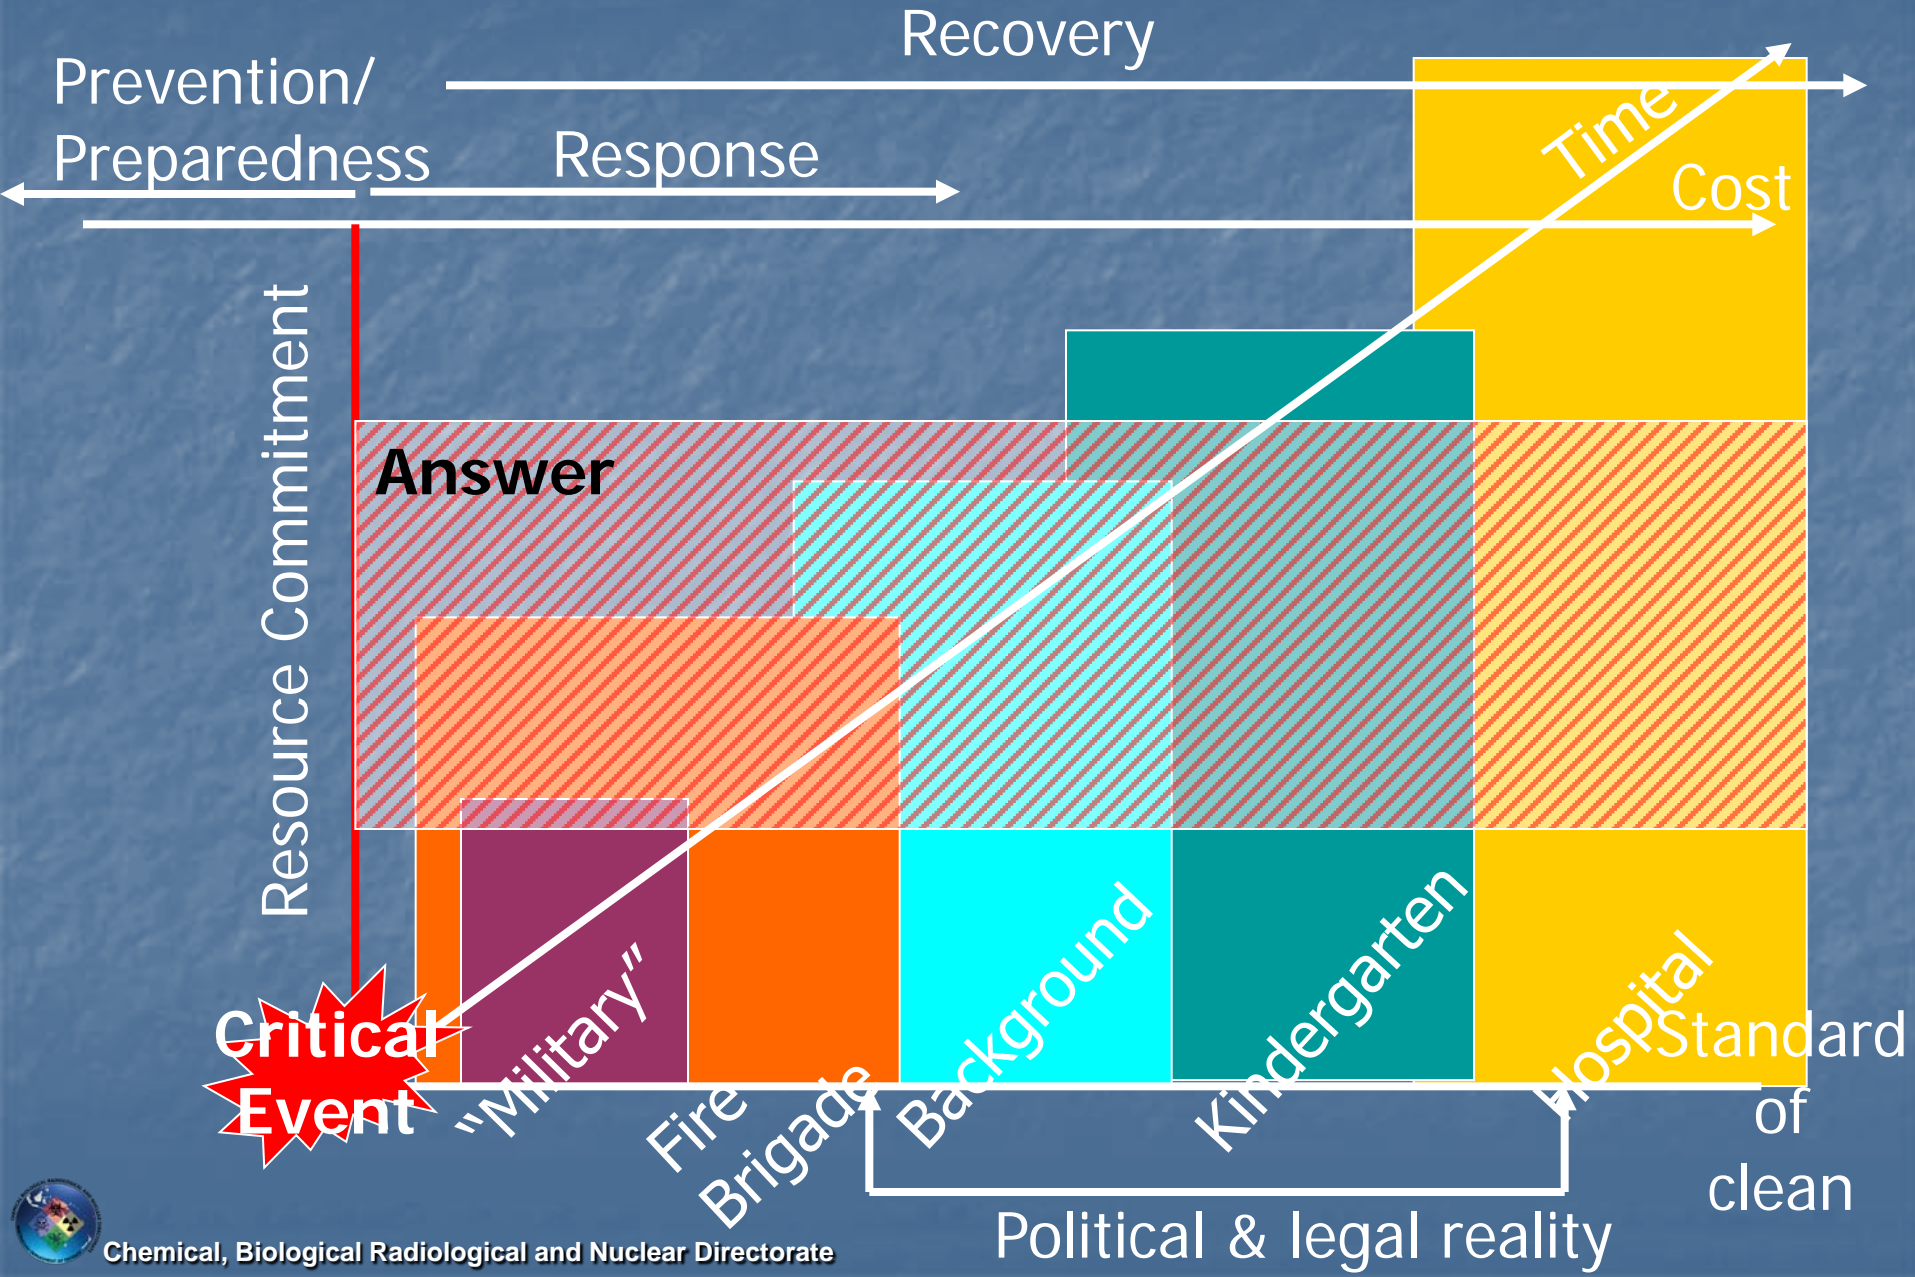 Recovery
Prevention/
Preparedness
Response
Time
Cost
Resource Commitment
Answer
Critical
Event
“Military”
Fire
Brigade
Background
Kindergarten
Hospital
Standard
of
clean
Political & legal reality
Chemical, Biological Radiological and Nuclear Directorate